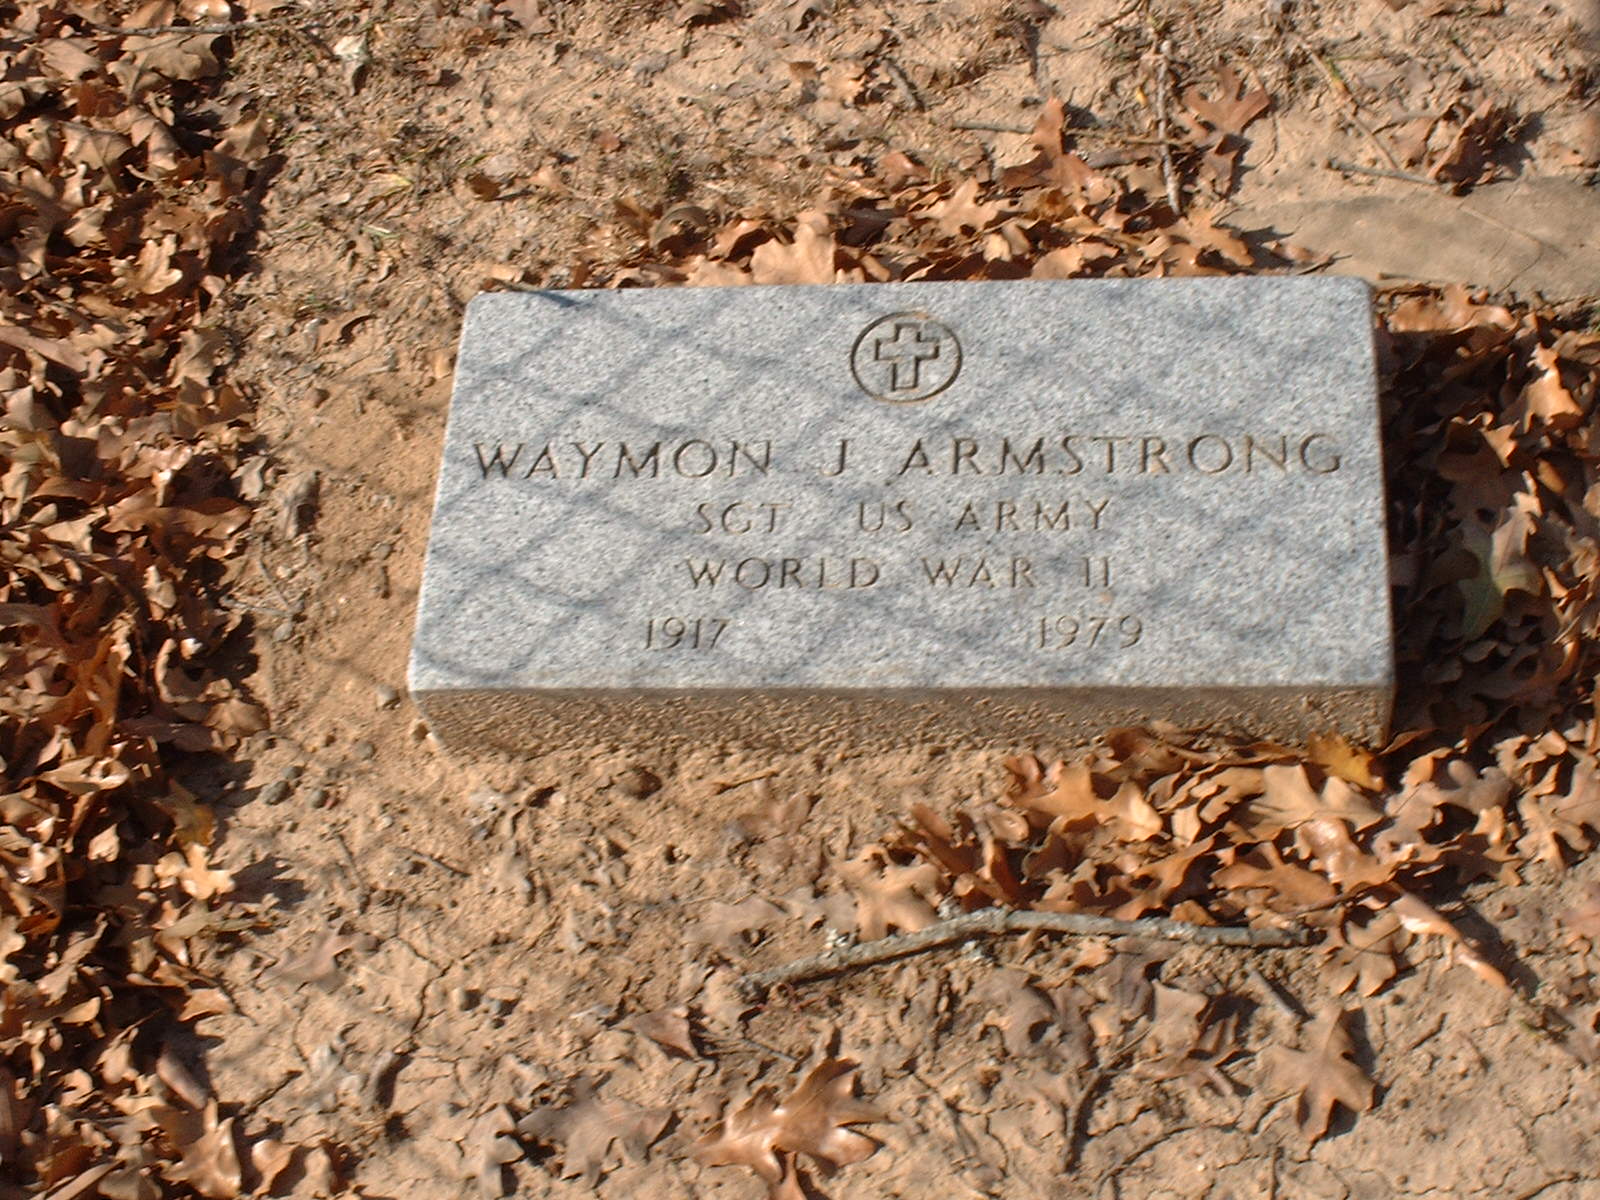 WAYMON J ARMSTRONG
SGT US ARMY
WORLD WAR II
1917 1979